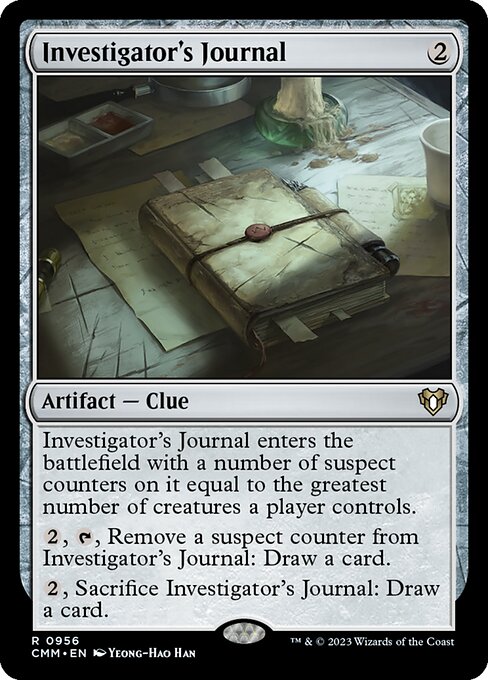 Investigator's Journal 2
Artifact — Clue
Investigator's Journal enters the
battlefield with a number of suspect
counters on it equal to the greatest
number of creatures a player controls.
2, , Remove a suspect counter from
Investigator's Journal: Draw a card.
2, Sacrifice Investigator's Journal: Draw
a card.
R 0956
CMM • EN Yeong-Hao Han
™ & © 2023 Wizards of the Coast